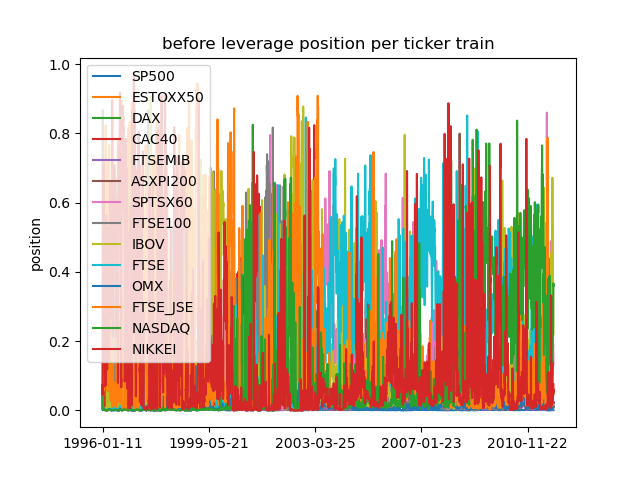 before leverage position per ticker train
position
1.0
0.8
0.6
0.4
0.2
0.0
SP500
ESTOXX50
DAX
CAC40
FTSEMIB
ASXPI200
SPTSX60
FTSE100
IBOV
FTSE
OMX
FTSE_JSE
NASDAQ
NIKKEI
1996-01-11 1999-05-21 2003-03-25 2007-01-23 2010-11-22